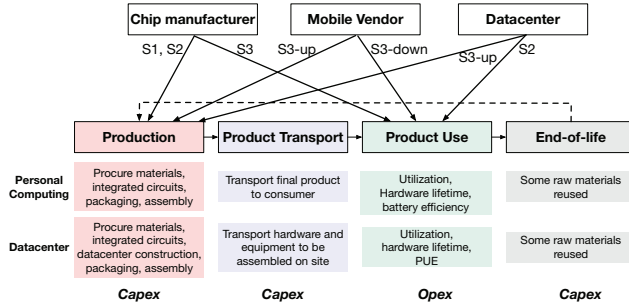 Chip manufacturer
Mobile Vendor
Datacenter
S1, S2
S3
S3-up
S3-down
S3-up
S2
Production
Product Transport
Product Use
End-of-life
Personal
Computing
Procure materials,
integrated circuits,
packaging, assembly
Transport final product
to consumer
Utilization,
Hardware lifetime,
battery efficiency
Some raw materials
reused
Datacenter
Procure materials,
integrated circuits,
datacenter construction,
packaging, assembly
Transport hardware and
equipment to be
assembled on site
Utilization,
hardware lifetime,
PUE
Some raw materials
reused
Capex
Capex
Opex
Capex